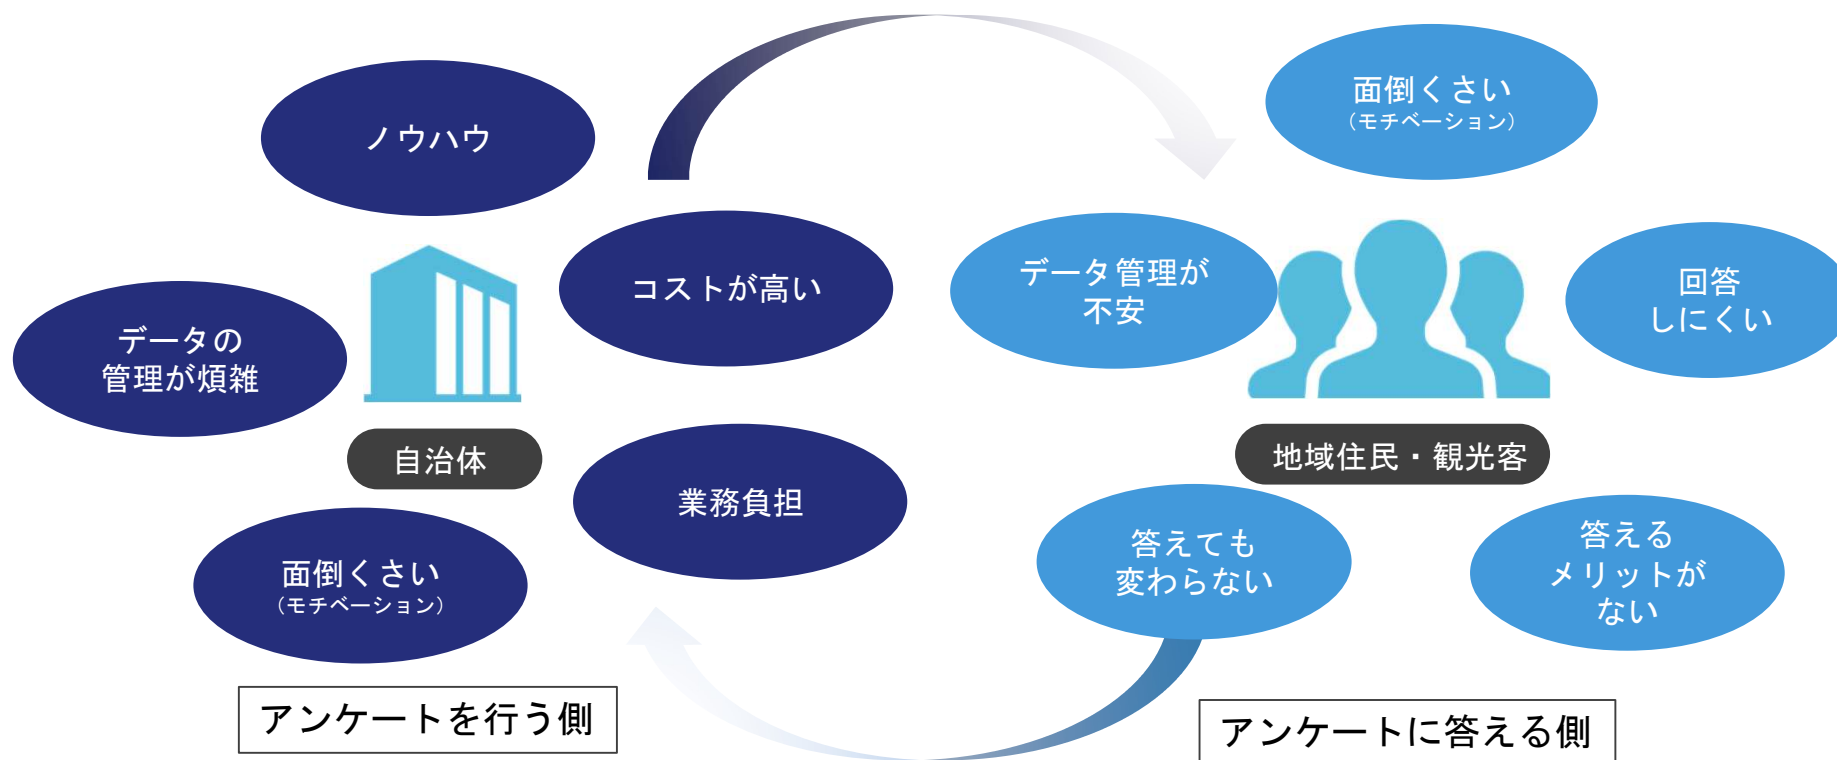 ノウハウ
コストが高い
データの
管理が煩雑
自治体
業務負担
面倒くさい
（モチベーション）
アンケートを行う側
面倒くさい
（モチベーション）
データ管理が
不安
回答
しにくい
地域住民・観光客
答えても
変わらない
答える
メリットが
ない
アンケートに答える側